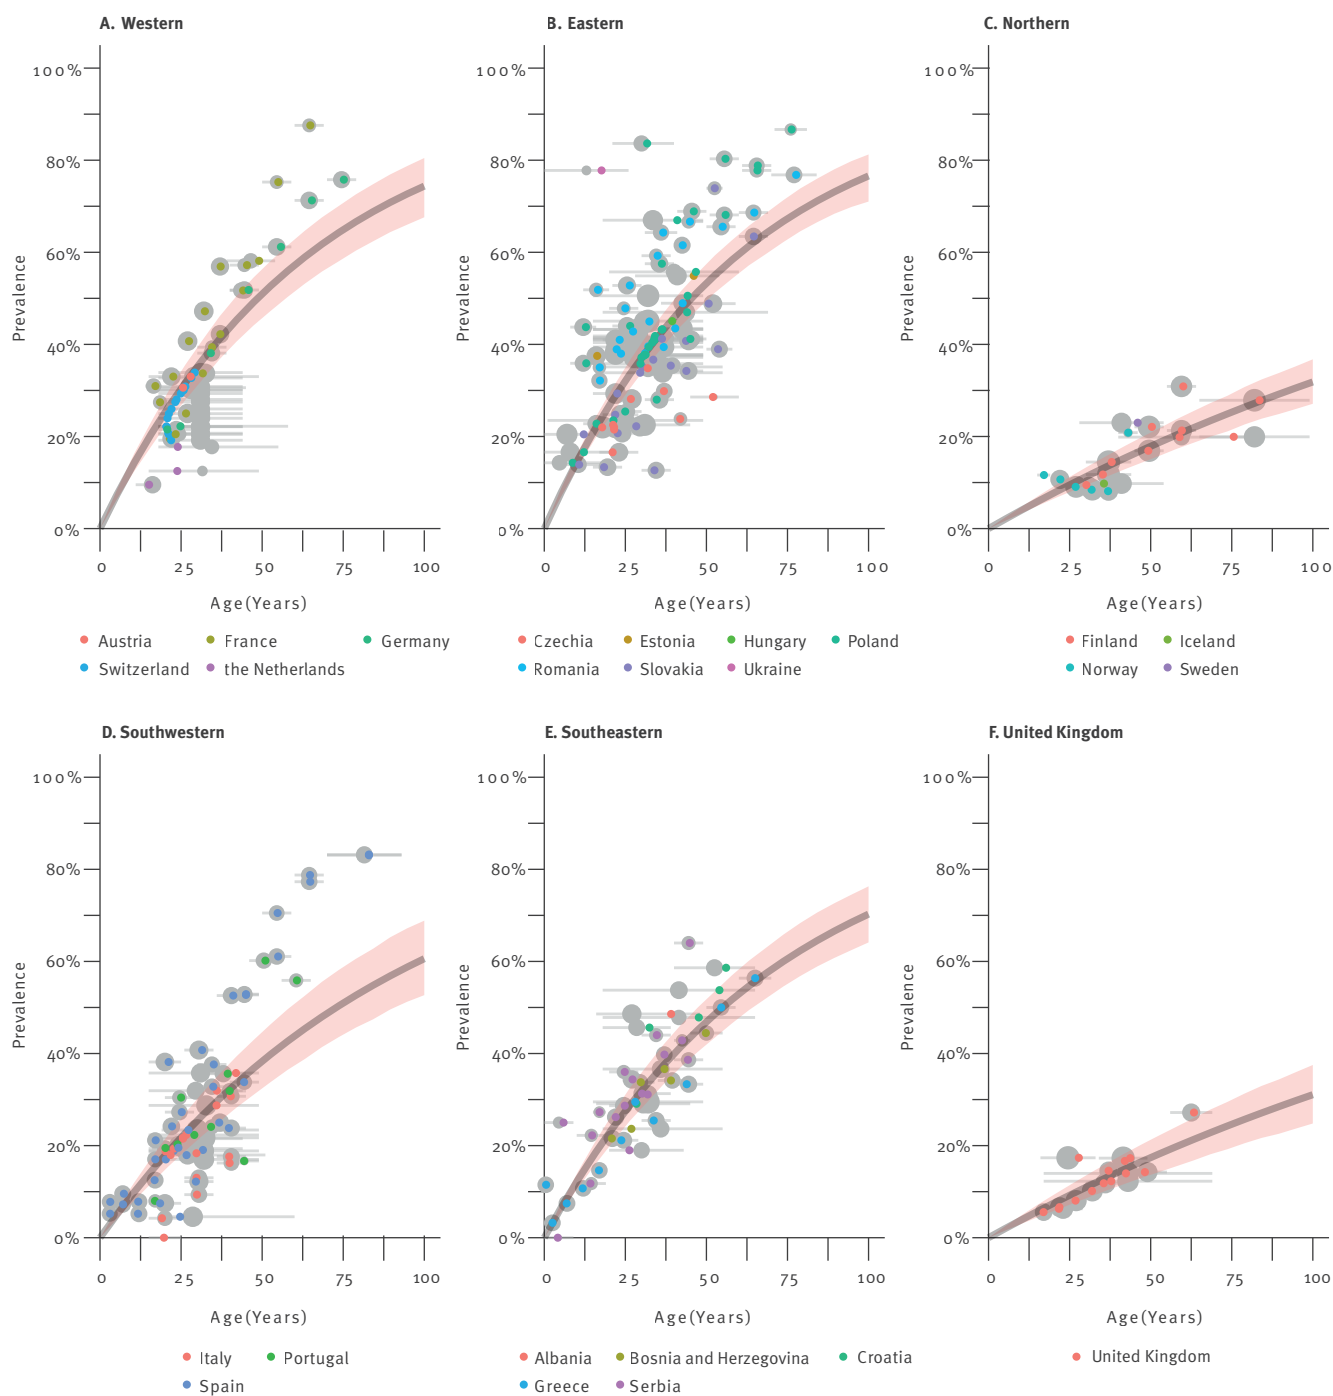 A. Western
B. Eastern
C. Northern
100%
80%
60%
40%
20%
0%
Prevalence
0 25 50 75 100
Age(Years)
100%
80%
60%
40%
20%
0%
Prevalence
0 25 50 75 100
Age(Years)
100%
80%
60%
40%
20%
0%
Prevalence
0 25 50 75 100
Age(Years)
Austria France Germany
Switzerland the Netherlands
Czechia Estonia Hungary Poland
Romania Slovakia Ukraine
Finland Iceland
Norway Sweden
D. Southwestern
E. Southeastern
F. United Kingdom
100%
80%
60%
40%
20%
0%
Prevalence
0 25 50 75 100
Age(Years)
100%
80%
60%
40%
20%
0%
Prevalence
0 25 50 75 100
Age(Years)
100%
80%
60%
40%
20%
0%
Prevalence
0 25 50 75 100
Age(Years)
Italy Portugal
Spain
Albania Bosnia and Herzegovina Croatia
Greece Serbia
United Kingdom